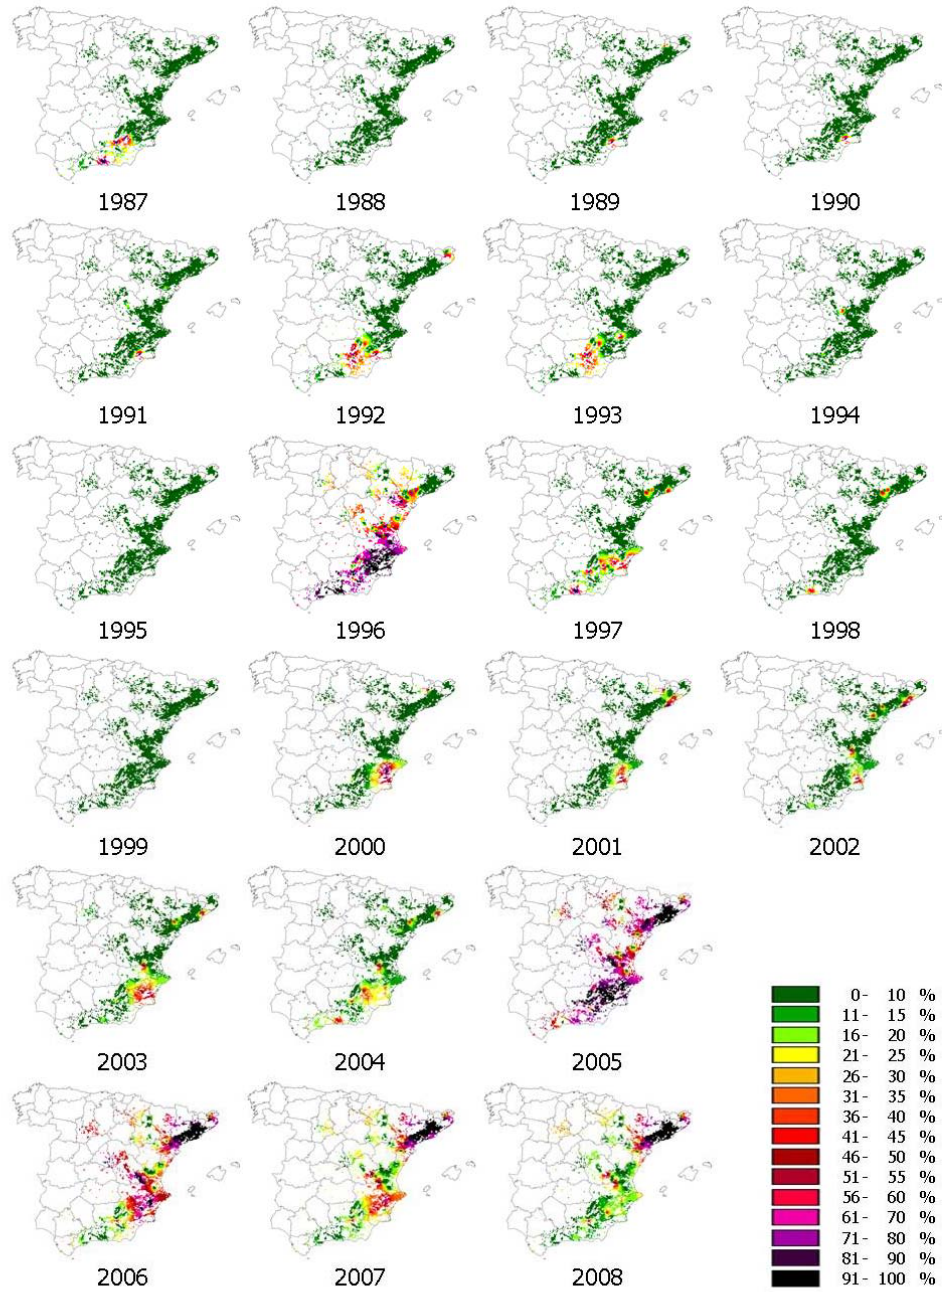 1987 1988 1989 1990
1991 1992 1993 1994
1995 1996 1997 1998
1999 2000 2001 2002
2003 2004 2005
2006 2007 2008
0- 10 %
11- 15 %
16- 20 %
21- 25 %
26- 30 %
31- 35 %
36- 40 %
41- 45 %
46- 50 %
51- 55 %
56- 60 %
61- 70 %
71- 80 %
81- 90 %
91- 100 %